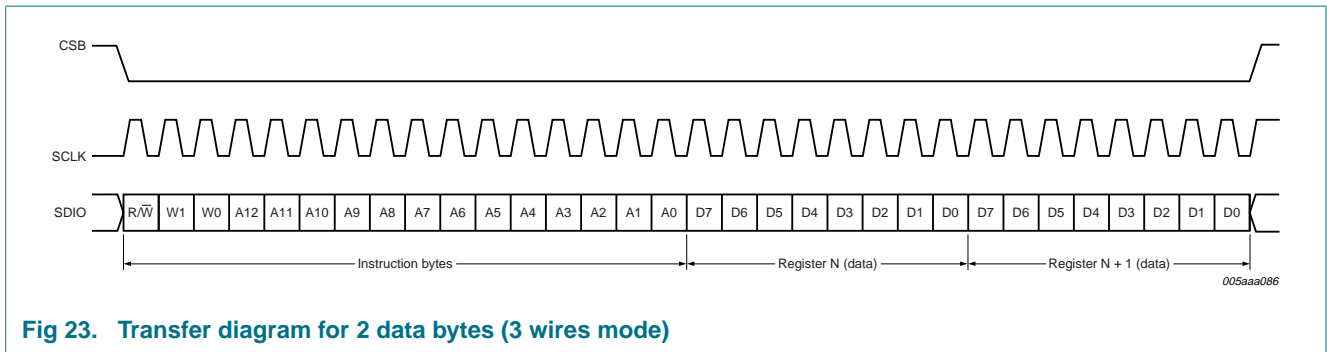 CSB
SCLK
SDIO R/W̅ W1 W0 A12 A11 A10 A9 A8 A7 A6 A5 A4 A3 A2 A1 A0 D7 D6 D5 D4 D3 D2 D1 D0 D7 D6 D5 D4 D3 D2 D1 D0
Instruction bytes Register N (data) Register N + 1 (data)
005aaa086
Fig 23. Transfer diagram for 2 data bytes (3 wires mode)